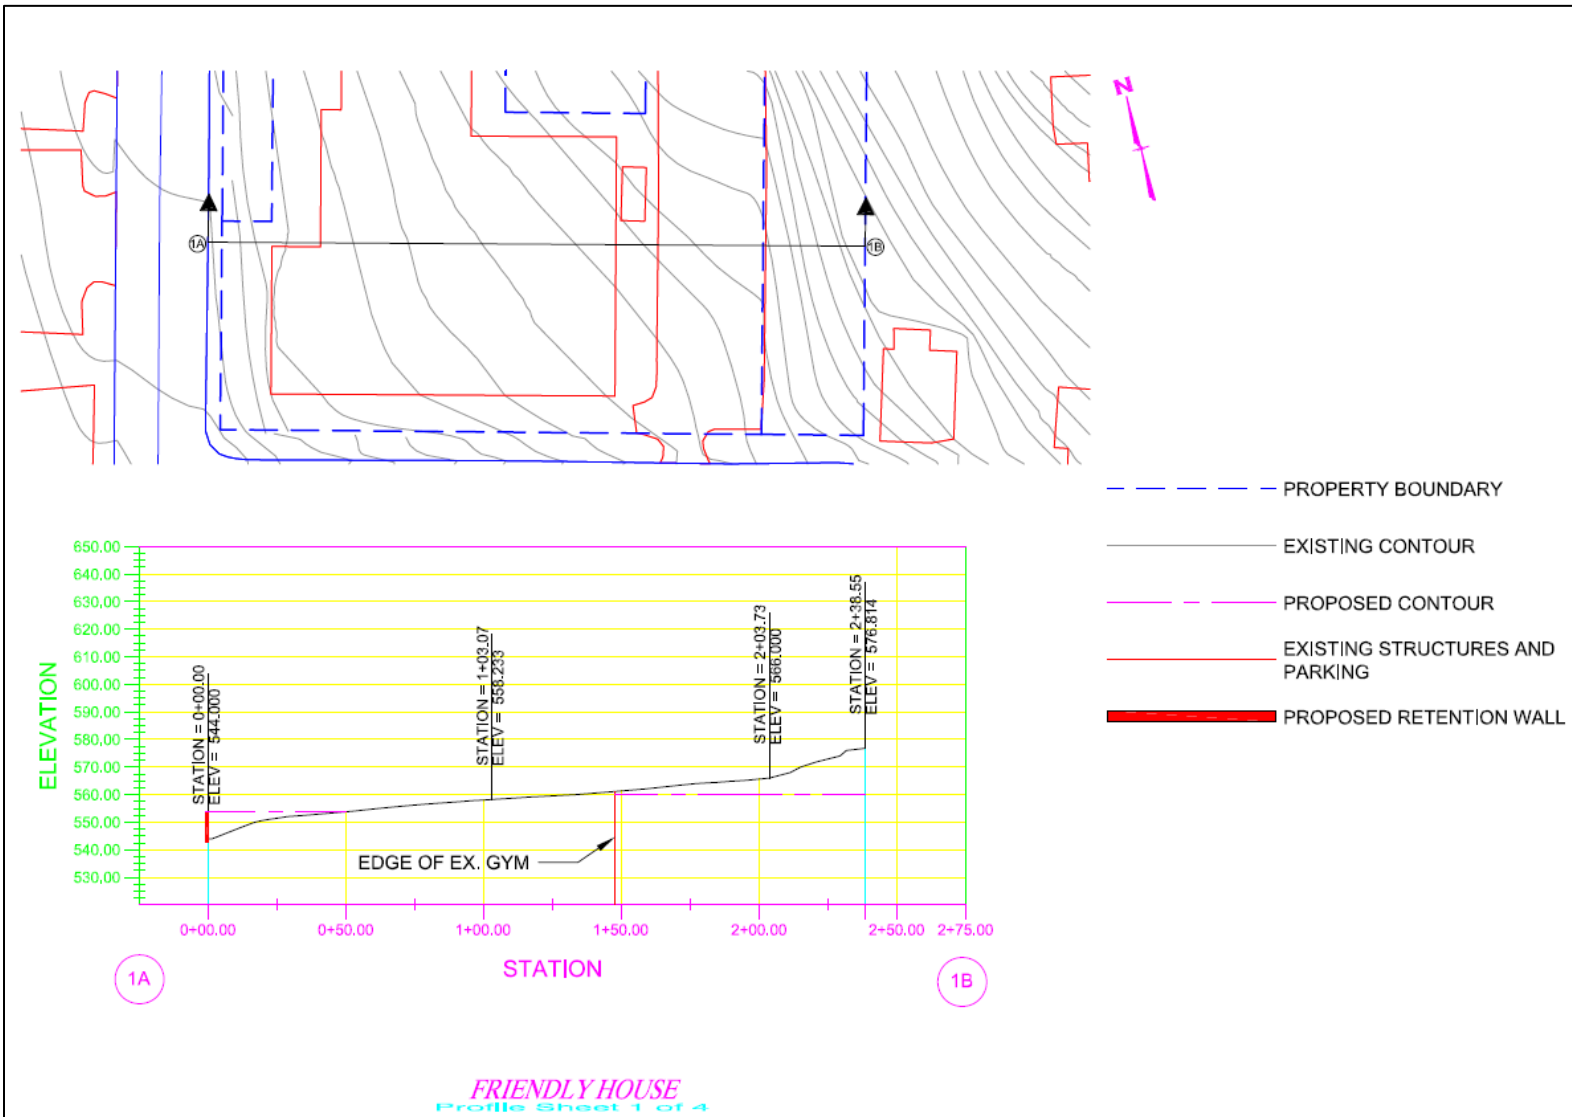 N
1A
1B
PROPERTY BOUNDARY
EXISTING CONTOUR
PROPOSED CONTOUR
EXISTING STRUCTURES AND
PARKING
PROPOSED RETENTION WALL
ELEVATION
650.00
640.00
630.00
620.00
610.00
600.00
590.00
580.00
570.00
560.00
550.00
540.00
530.00
STATION = 0+00.00
ELEV = 544.000
STATION = 1+03.07
ELEV = 558.233
STATION = 2+03.73
ELEV = 566.000
STATION = 2+38.55
ELEV = 576.814
EDGE OF EX. GYM
0+00.00
0+50.00
1+00.00
1+50.00
2+00.00
2+50.00
2+75.00
STATION
1A
1B
FRIENDLY HOUSE
Profile Sheet 1 of 4